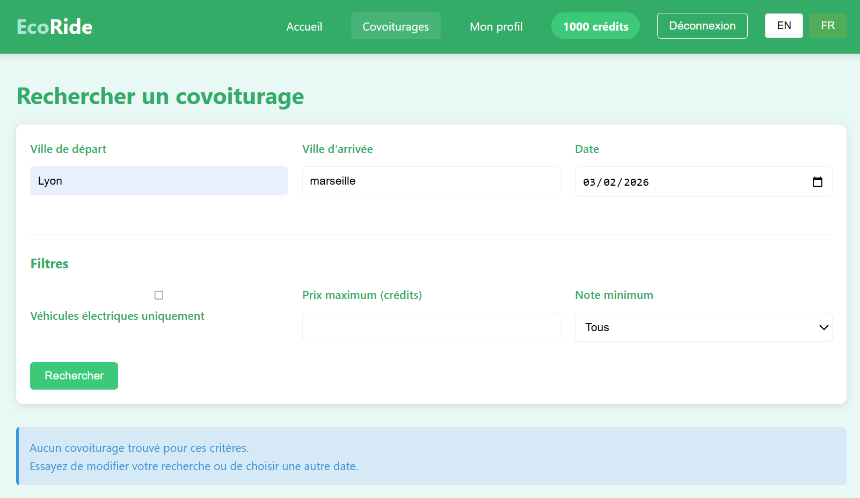 EcoRide Accueil Covoiturages Mon profil 1000 crédits Déconnexion EN FR
Rechercher un covoiturage
Ville de départ Ville d'arrivée Date
Lyon marseille 03/02/2026
Filtres
Prix maximum (crédits) Note minimum
Véhicules électriques uniquement
Tous
Rechercher
Aucun covoiturage trouvé pour ces critères.
Essayez de modifier votre recherche ou de choisir une autre date.